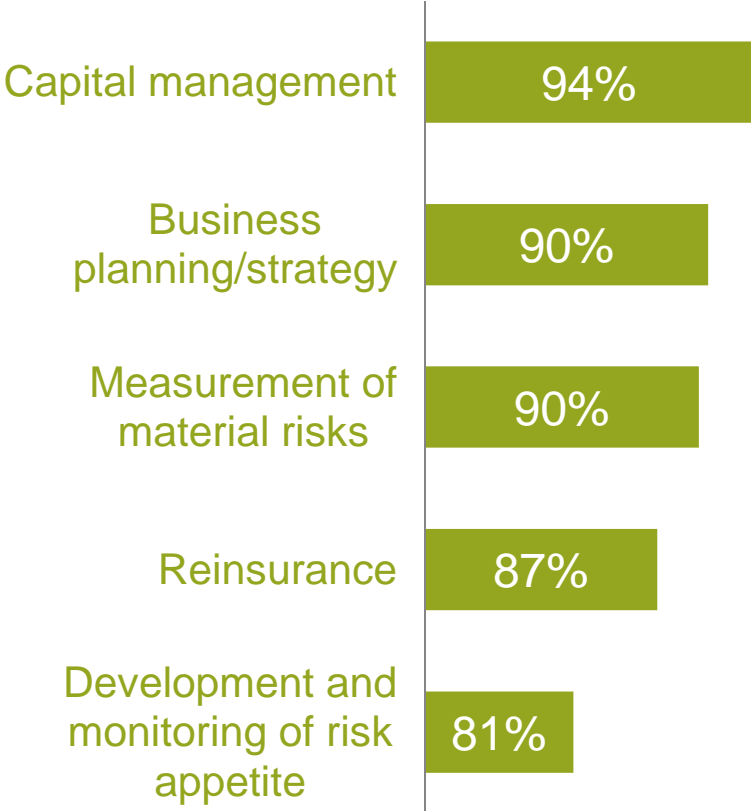 Capital management
94%
Business
planning/strategy
90%
Measurement of
material risks
90%
Reinsurance
87%
Development and
monitoring of risk
appetite
81%